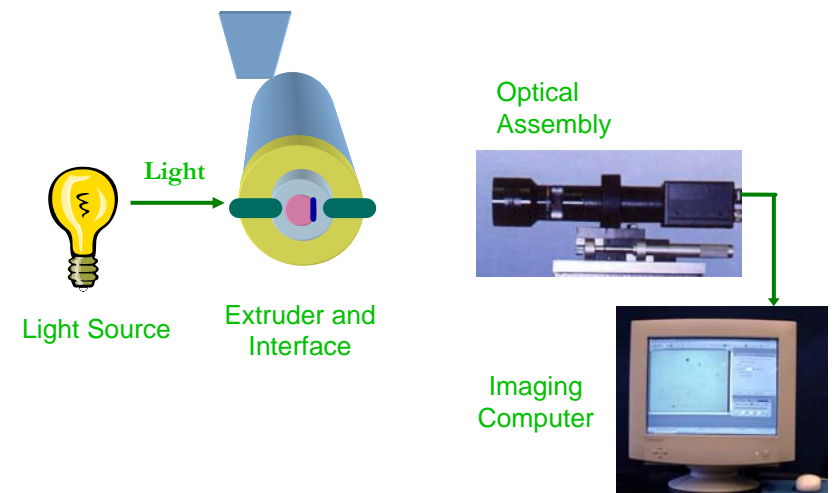 Optical
Assembly
Light
Light Source
Extruder and
Interface
Imaging
Computer